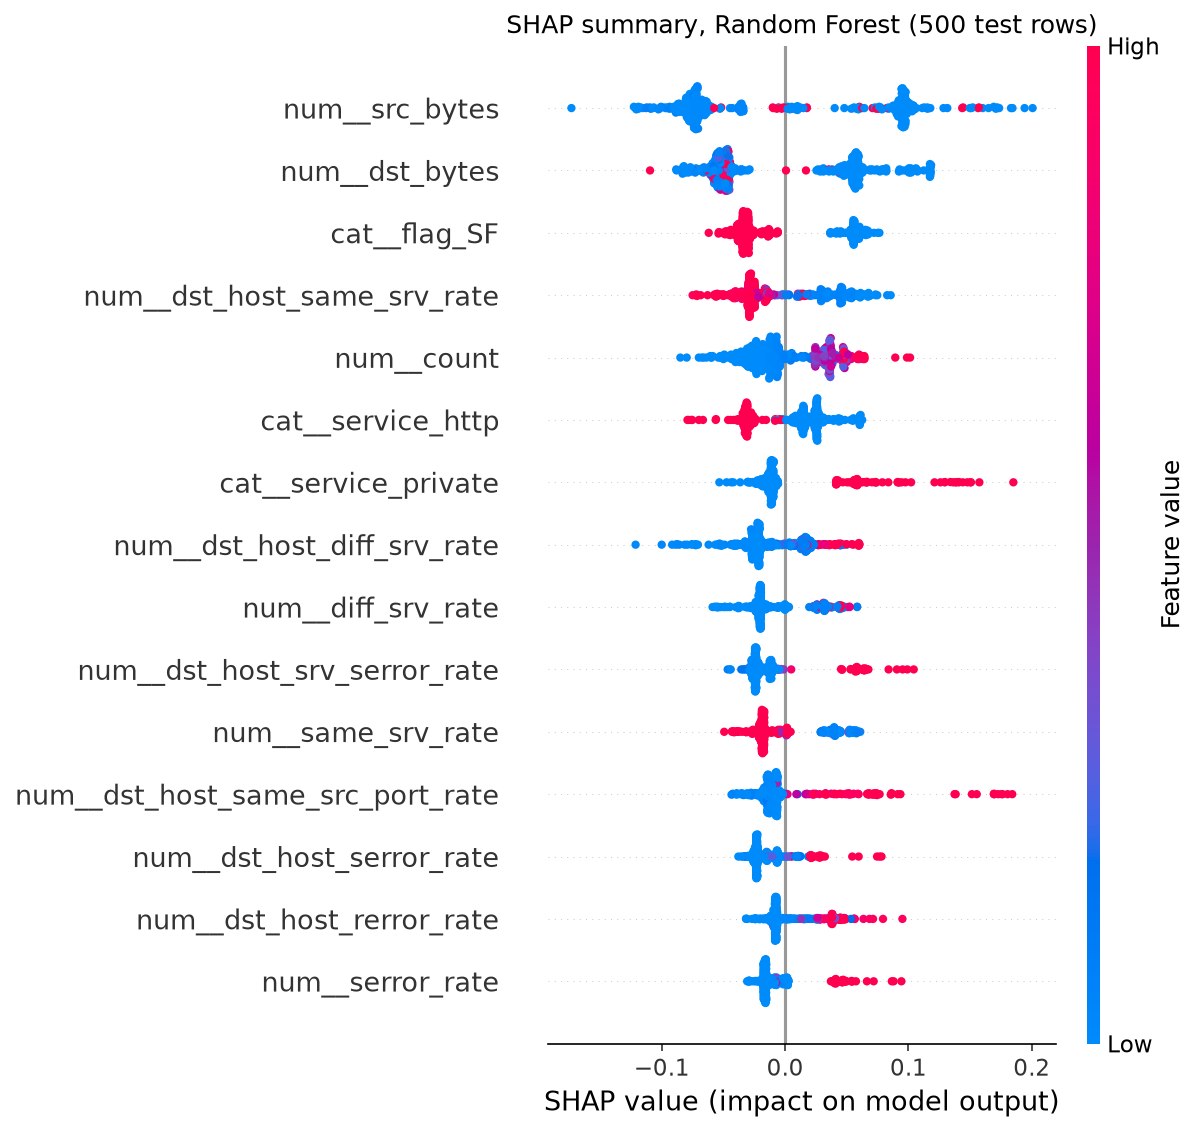 SHAP summary, Random Forest (500 test rows)
High
num__src_bytes
num__dst_bytes
cat__flag_SF
num__dst_host_same_srv_rate
num__count
cat__service_http
cat__service_private
num__dst_host_diff_srv_rate
num__diff_srv_rate
num__dst_host_srv_serror_rate
num__same_srv_rate
num__dst_host_same_src_port_rate
num__dst_host_serror_rate
num__dst_host_rerror_rate
num__serror_rate
Feature value
Low
−0.1 0.0 0.1 0.2
SHAP value (impact on model output)